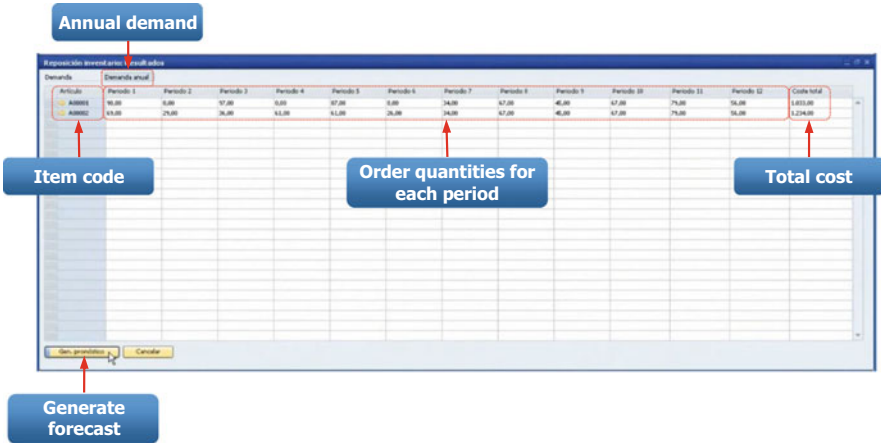 Annual demand
Reposición inventario: Resultados
Demanda Demanda anual
Artículo Periodo 1 Periodo 2 Periodo 3 Periodo 4 Periodo 5 Periodo 6 Periodo 7 Periodo 8 Periodo 9 Periodo 10 Periodo 11 Periodo 12 Coste total
A00001 90,00 0,00 97,00 0,00 87,00 0,00 34,00 67,00 45,00 67,00 79,00 56,00 1.033,00
A00002 69,00 29,00 36,00 61,00 61,00 26,00 34,00 67,00 45,00 67,00 79,00 56,00 1.234,00
Item code
Order quantities for
each period
Total cost
Gen. pronóstico Cancelar
Generate
forecast